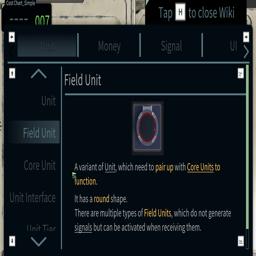 Cost Chart_Simple
007
Tap H to close Wiki
Money
Signal
UI
Field Unit
Unit
Field Unit
Core Unit
Unit Interface
Unit Tier
A variant of Unit, which need to pair up with Core Units to
function.
It has a round shape.
There are multiple types of Field Units, which do not generate
signals but can be activated when receiving them.